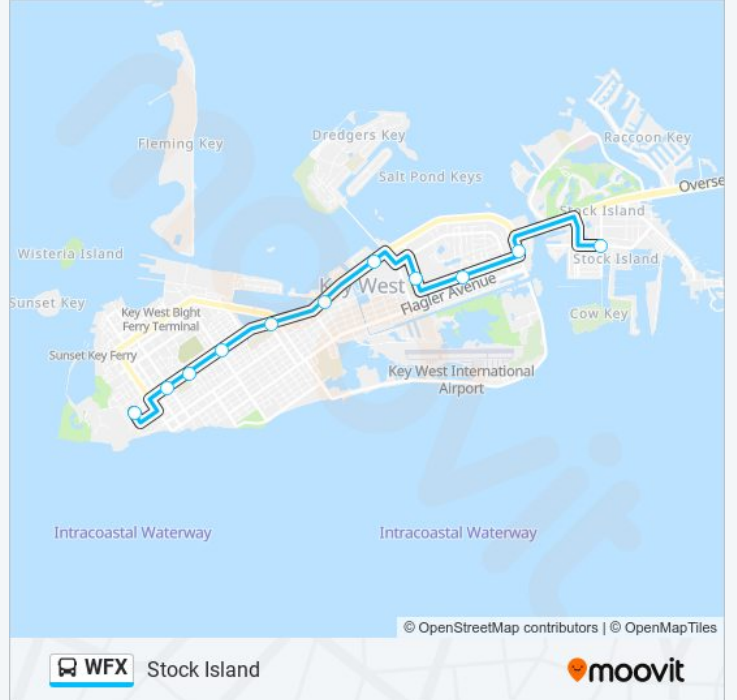 Fleming Key
Dredgers Key
Raccoon Key
Salt Pond Keys
Overse
Stock Island
Wisteria Island
Stock Island
Key West
Sunset Key
Flagler Avenue
Key West Bight
Ferry Terminal
Cow Key
Sunset Key Ferry
Key West International
Airport
Intracoastal Waterway
Intracoastal Waterway
moovit
© OpenStreetMap contributors | © OpenMapTiles
WFX
Stock Island
moovit